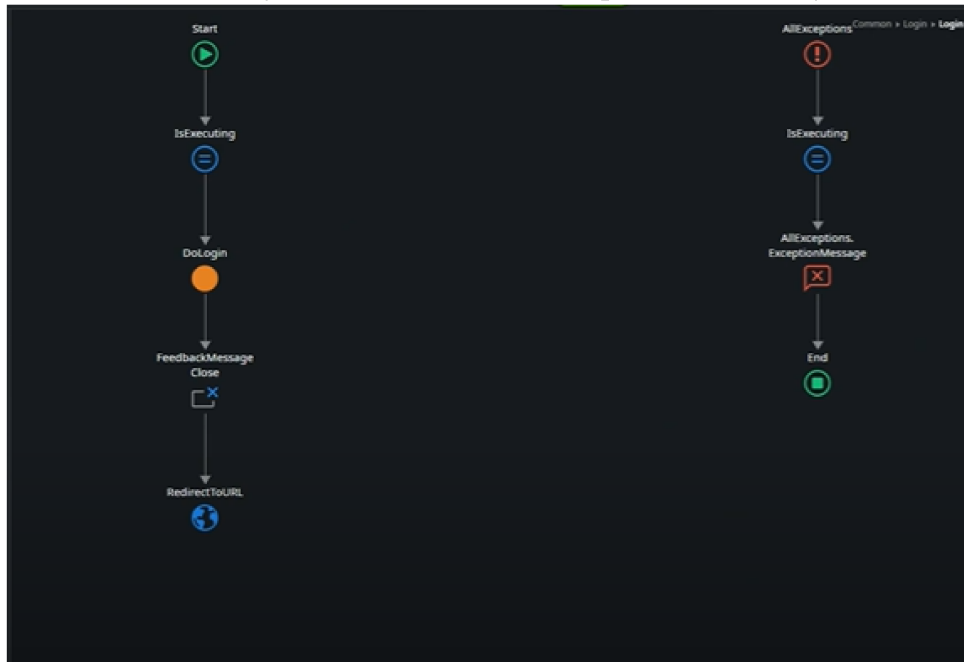 Start
AllExceptions
Common » Login » Login
IsExecuting
IsExecuting
DoLogin
AllExceptions.
ExceptionMessage
FeedbackMessage
Close
End
RedirectToURL